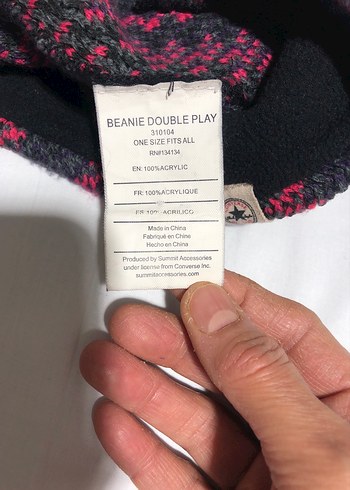 BEANIE DOUBLE PLAY
310104
ONE SIZE FITS ALL
RN#134134
EN:100%ACRYLIC
FR:100%ACRYLIQUE
ACRILICO
Made in China
Fabriqué en Chine
Hecho en China
Produced by Summit Accessories
under license from Converse Inc.
summitaccessories.com